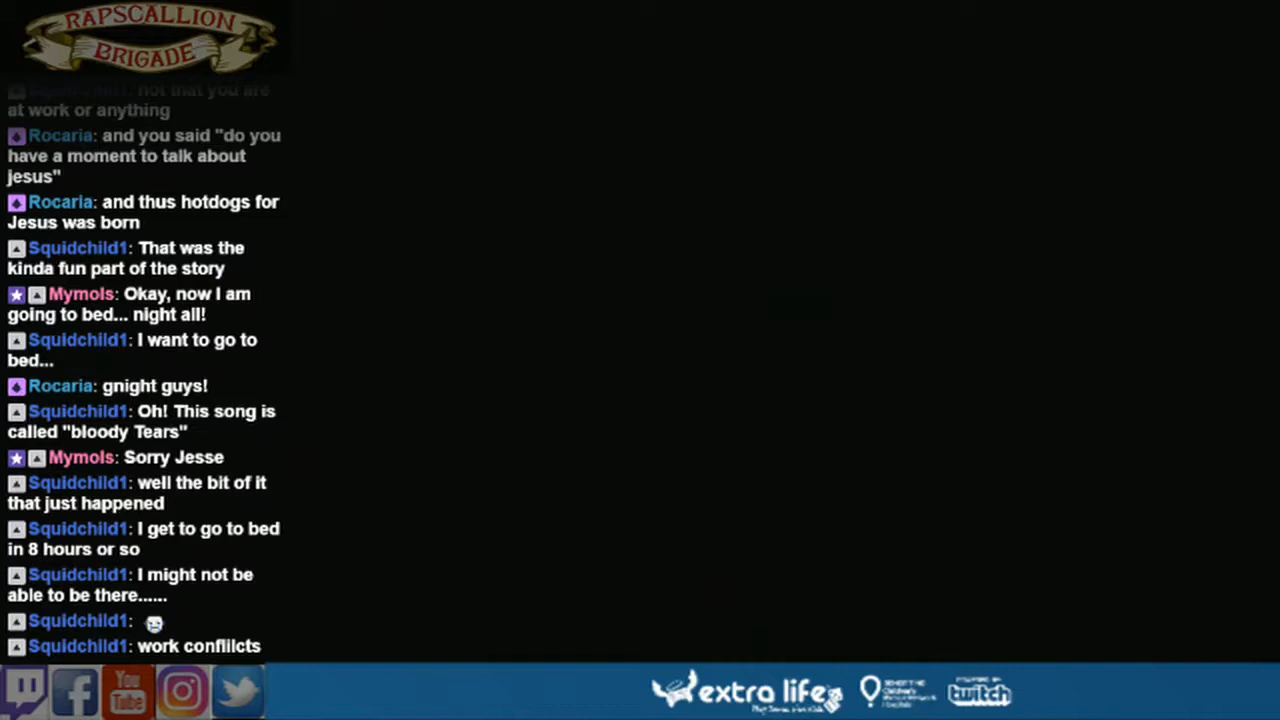 RAPSCALLION
BRIGADE
not that you are
at work or anything
Rocaria: and you said "do you
have a moment to talk about
jesus"
Rocaria: and thus hotdogs for
Jesus was born
Squidchild1: That was the
kinda fun part of the story
Mymols: Okay, now I am
going to bed... night all!
Squidchild1: I want to go to
bed...
Rocaria: gnight guys!
Squidchild1: Oh! This song is
called "bloody Tears"
Mymols: Sorry Jesse
Squidchild1: well the bit of it
that just happened
Squidchild1: I get to go to bed
in 8 hours or so
Squidchild1: I might not be
able to be there......
Squidchild1:
Squidchild1: work conflilcts
You
Tube
extra life
twitch